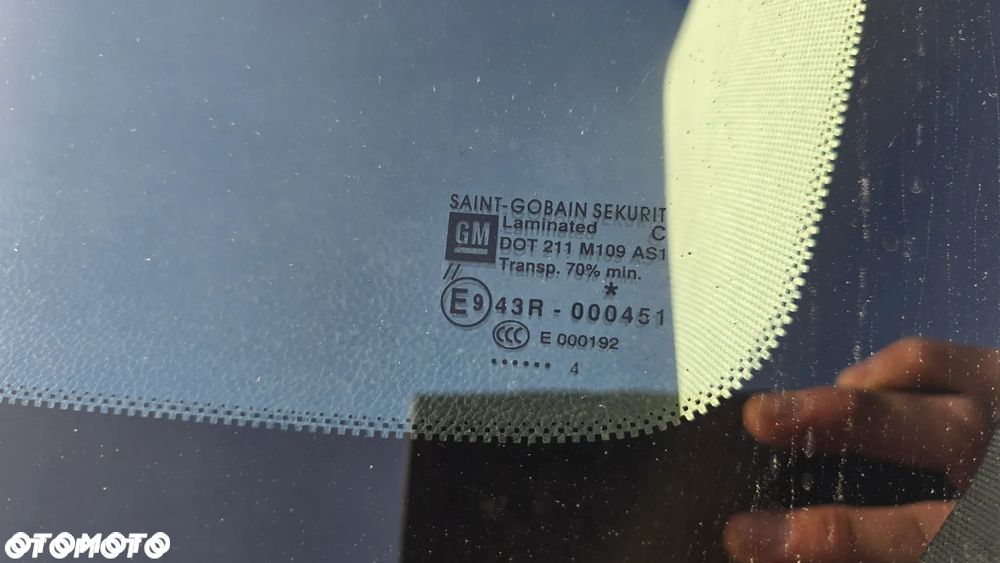 SAINT-GOBAIN SEKURIT
GM Laminated C
DOT 211 M109 AS1
Transp. 70% min.
//
*
E9 43R - 000451
CCC E 000192
...... 4
OTOMOTO